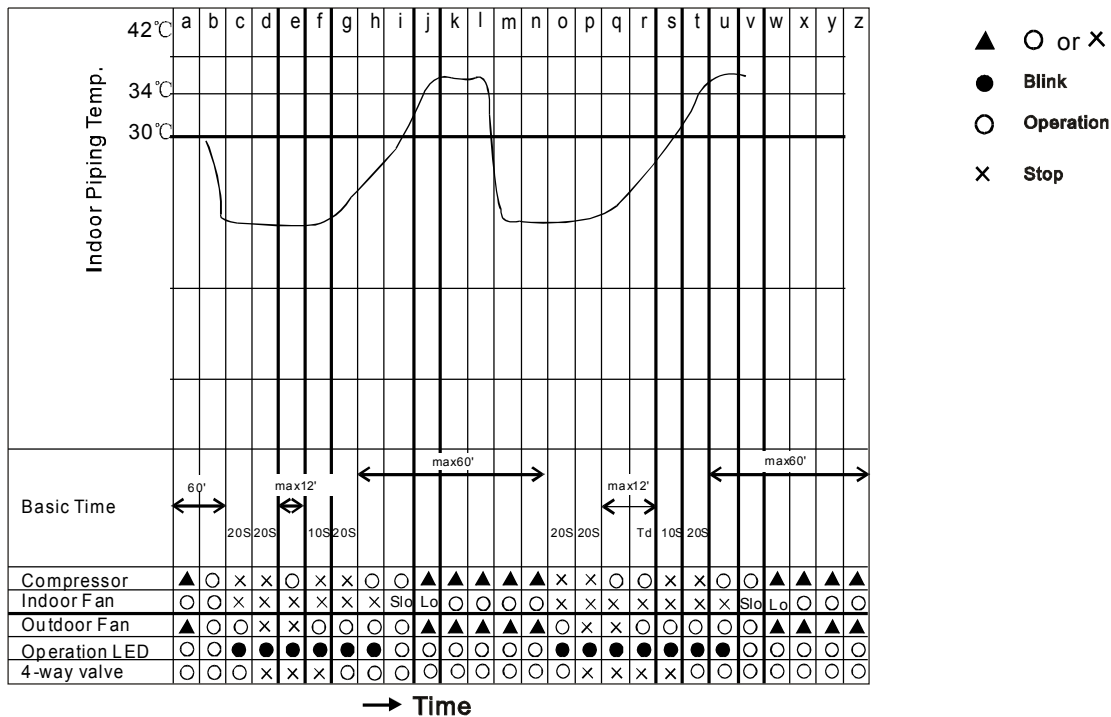 a b c d e f g h i j k l m n o p q r s t u v w x y z
42℃
34℃
30℃
Indoor Piping Temp.
▲ ○ or ×
● Blink
○ Operation
× Stop
max60' max60'
60' max12' max12'
Basic Time
20S 20S 10S 20S 20S 20S Td 10S 20S
Compressor ▲ ○ × × ○ × × ○ ○ ▲ ▲ ▲ ▲ ▲ × × ○ ○ × × ○ ○ ▲ ▲ ▲ ▲
Indoor Fan ○ ○ × × × × × × Slo Lo ○ ○ ○ ○ × × × × × × × Slo Lo ○ ○ ○
Outdoor Fan ▲ ○ ○ × × ○ ○ ○ ○ ▲ ▲ ▲ ▲ ▲ ○ × × ○ ○ ○ ○ ○ ▲ ▲ ▲ ▲
Operation LED ○ ○ ● ● ● ● ● ● ○ ○ ○ ○ ○ ○ ● ● ● ● ● ● ● ○ ○ ○ ○ ○
4-way valve ○ ○ ○ × × × ○ ○ ○ ○ ○ ○ ○ ○ ○ × × × × ○ ○ ○ ○ ○ ○ ○
→ Time